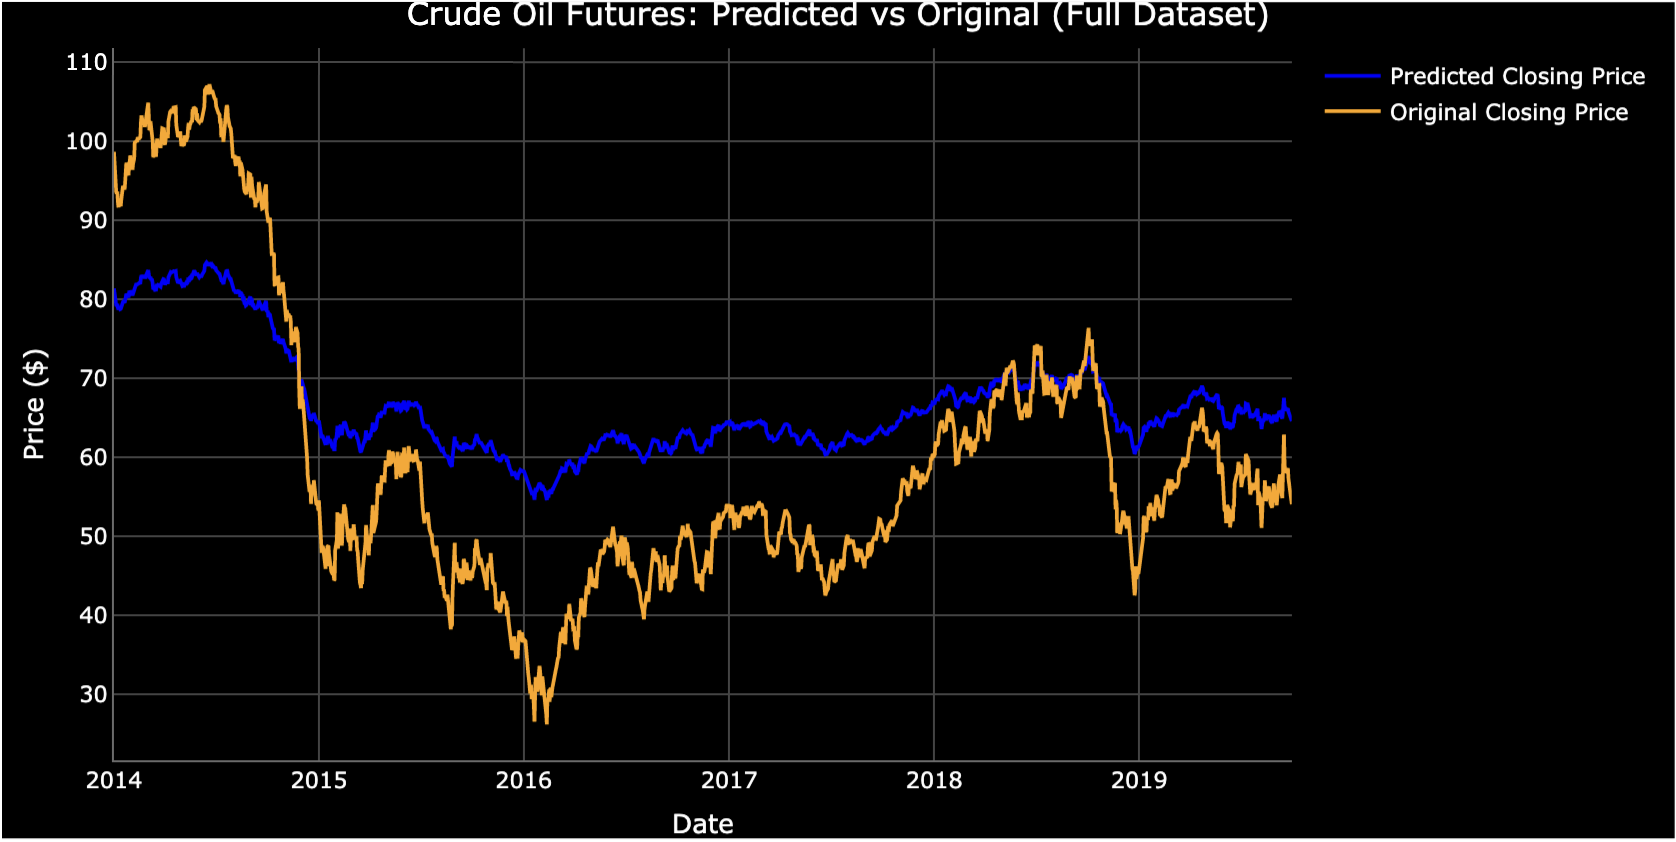 Crude Oil Futures: Predicted vs Original (Full Dataset)
Predicted Closing Price
Original Closing Price
Price ($)
110
100
90
80
70
60
50
40
30
2014 2015 2016 2017 2018 2019
Date